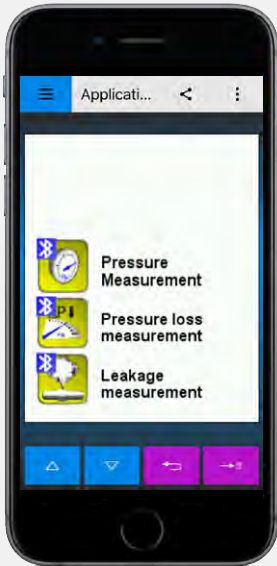 Applicati...
Pressure
Measurement
P
Pressure loss
measurement
Leakage
measurement